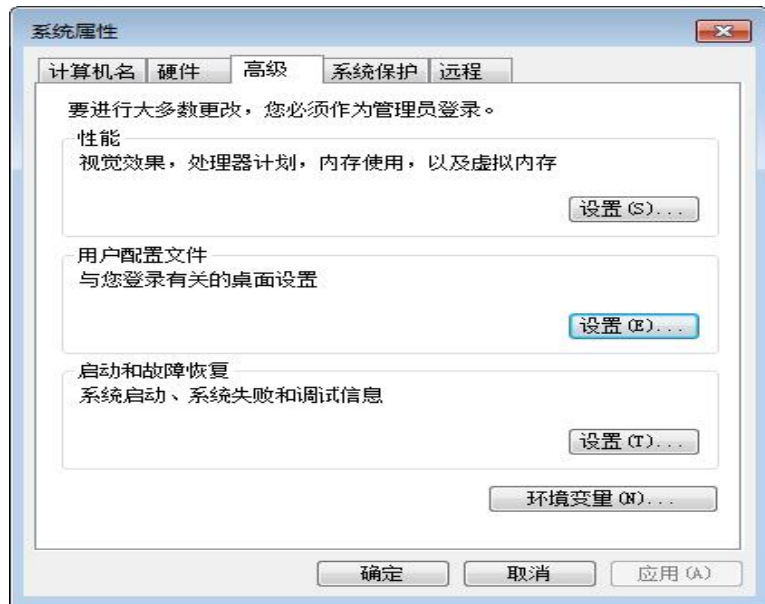 系统属性
计算机名 硬件 高级 系统保护 远程
要进行大多数更改，您必须作为管理员登录。
性能
视觉效果，处理器计划，内存使用，以及虚拟内存
设置(S)...
用户配置文件
与您登录有关的桌面设置
设置(E)...
启动和故障恢复
系统启动、系统失败和调试信息
设置(T)...
环境变量(N)...
确定 取消 应用(A)